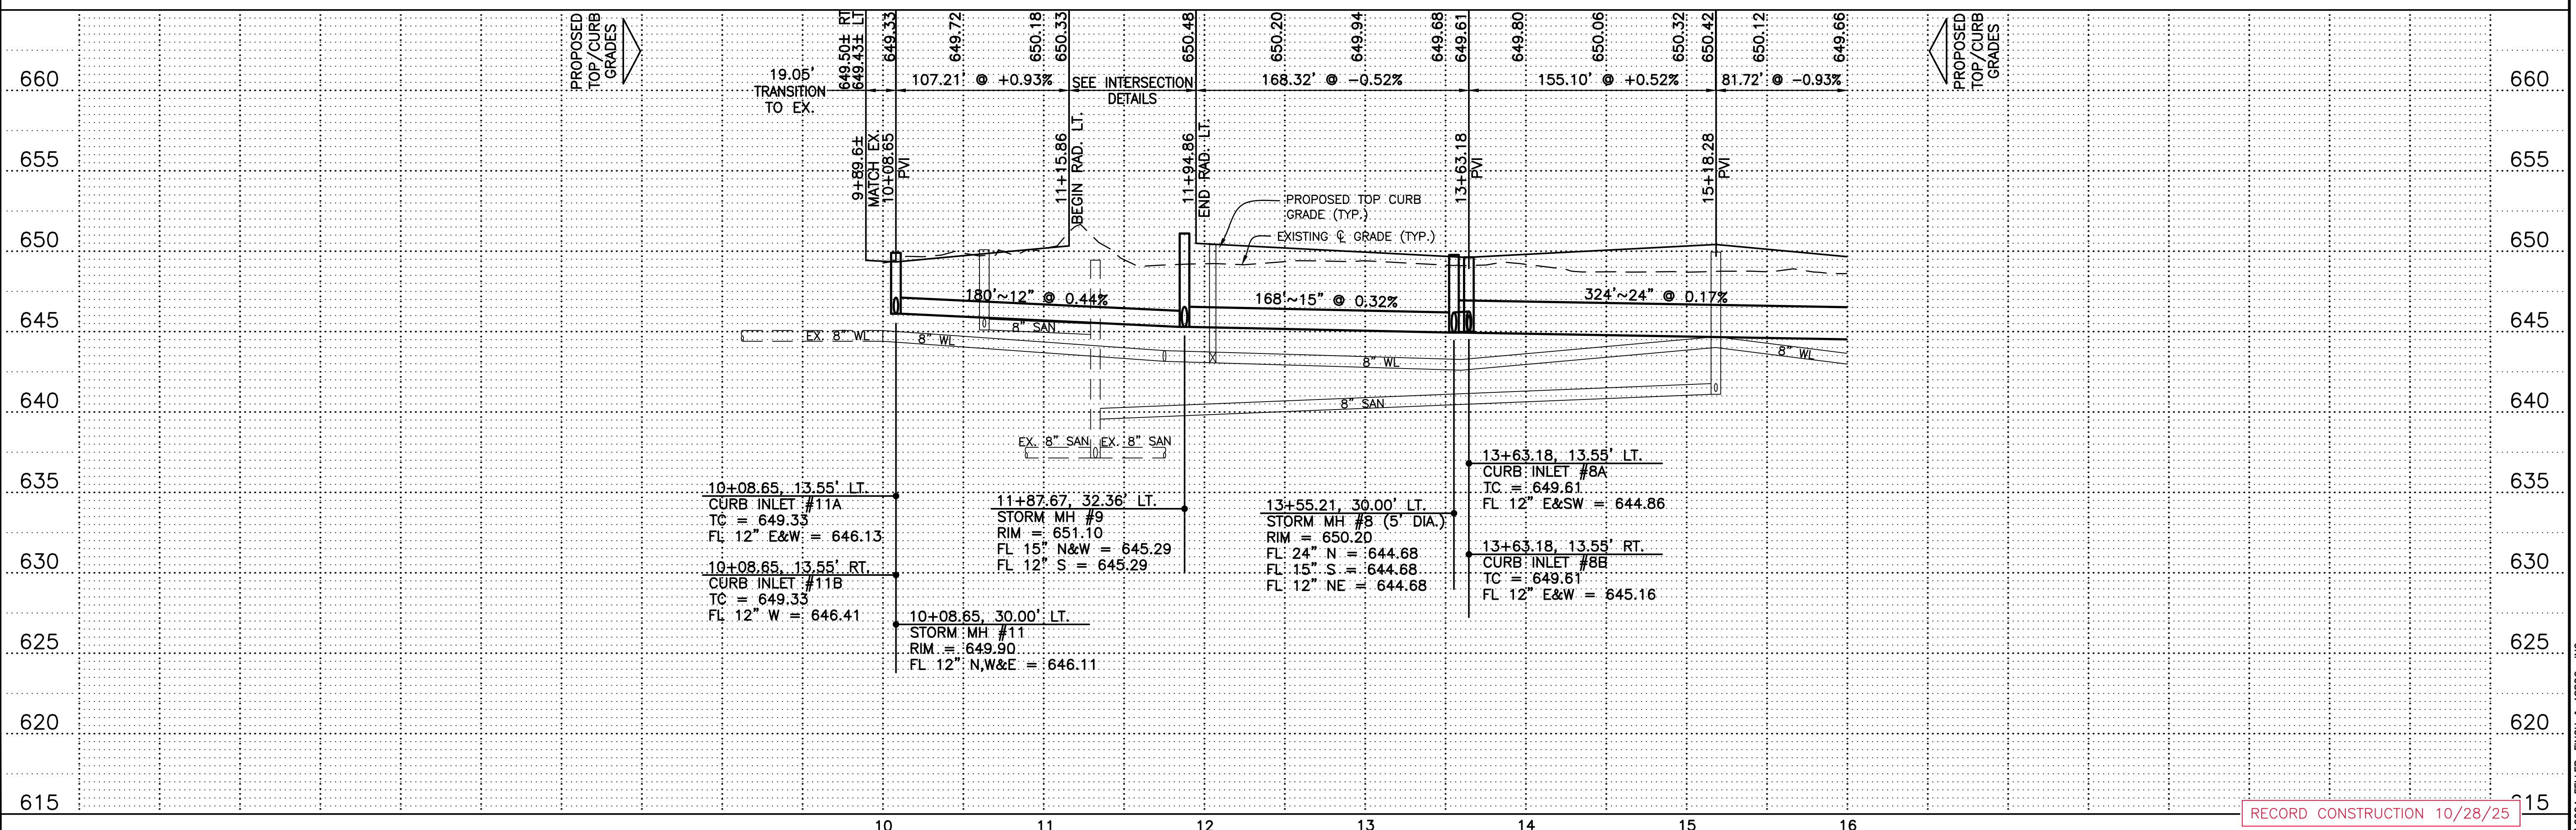 PROPOSED
TOP/CURB
GRADES
649.50± RT
649.43± LT
649.33
649.72
650.18
650.33
650.48
650.20
649.94
649.68
649.61
649.80
650.06
650.32
650.42
650.12
649.66
PROPOSED
TOP/CURB
GRADES
19.05'
TRANSITION
TO EX.
107.21' @ +0.93%
SEE INTERSECTION
DETAILS
168.32' @ -0.52%
155.10' @ +0.52%
81.72' @ -0.93%
660
660
655
655
650
650
645
645
640
640
635
635
630
630
625
625
620
620
615
15
9+89.6±
MATCH EX.
10+08.65
PVI
11+15.86
BEGIN RAD. LT.
11+94.86
END RAD. LT.
13+63.18
PVI
15+18.28
PVI
PROPOSED TOP CURB
GRADE (TYP.)
EXISTING ℄ GRADE (TYP.)
180'~12" @ 0.44%
168'~15" @ 0.32%
324'~24" @ 0.17%
EX. 8" WL
8" WL
8" SAN
8" WL
8" WL
8" SAN
EX. 8" SAN
EX. 8" SAN
10+08.65, 13.55' LT.
CURB INLET #11A
TC = 649.33
FL 12" E&W = 646.13
10+08.65, 13.55' RT.
CURB INLET #11B
TC = 649.33
FL 12" W = 646.41
10+08.65, 30.00' LT.
STORM MH #11
RIM = 649.90
FL 12" N,W&E = 646.11
11+87.67, 32.36' LT.
STORM MH #9
RIM = 651.10
FL 15" N&W = 645.29
FL 12" S = 645.29
13+55.21, 30.00' LT.
STORM MH #8 (5' DIA.)
RIM = 650.20
FL 24" N = 644.68
FL 15" S = 644.68
FL 12" NE = 644.68
13+63.18, 13.55' LT.
CURB INLET #8A
TC = 649.61
FL 12" E&SW = 644.86
13+63.18, 13.55' RT.
CURB INLET #8B
TC = 649.61
FL 12" E&W = 645.16
10
11
12
13
14
15
16
RECORD CONSTRUCTION 10/28/25